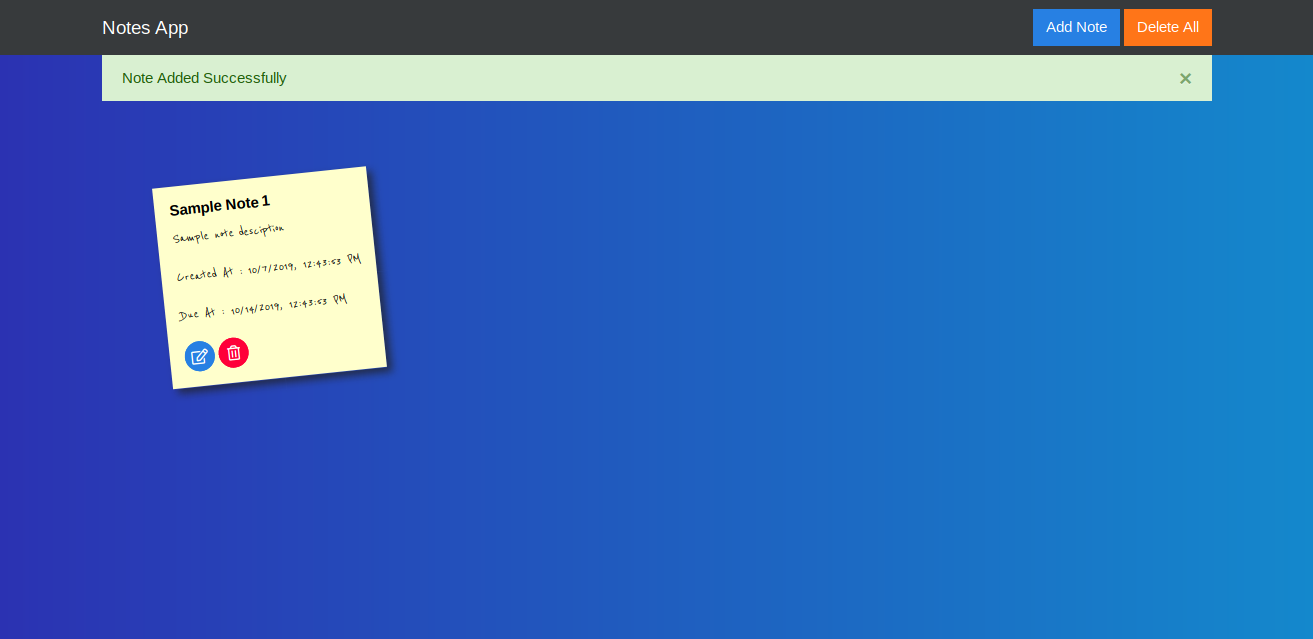 Notes App
Add Note
Delete All
Note Added Successfully
×
Sample Note 1
Sample note desciption
Created At : 10/7/2019, 12:43:53 PM
Due At : 10/14/2019, 12:43:53 PM